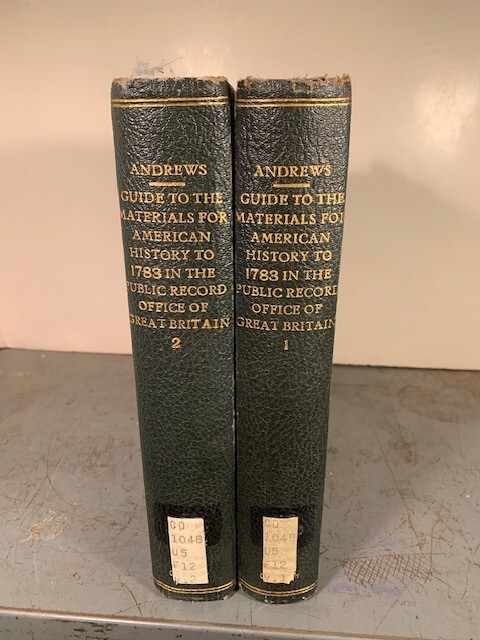 ANDREWS
GUIDE TO THE
MATERIALS FOR
AMERICAN
HISTORY TO
1783 IN THE
PUBLIC RECORD
OFFICE OF
GREAT BRITAIN
2
CD
1048
U5
F12
v.2
ANDREWS
GUIDE TO THE
MATERIALS FOR
AMERICAN
HISTORY TO
1783 IN THE
PUBLIC RECORD
OFFICE OF
GREAT BRITAIN
1
CD
1048
U5
F12
v.1